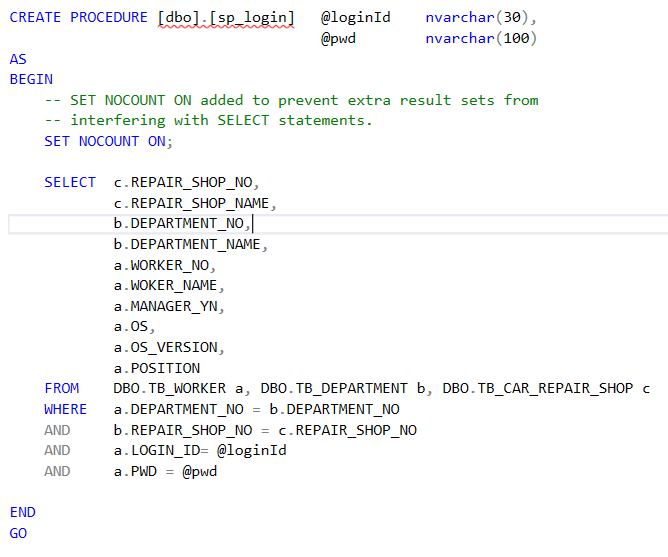 CREATE PROCEDURE [dbo].[sp_login]   @loginId    nvarchar(30),
                                    @pwd        nvarchar(100)
AS
BEGIN
    -- SET NOCOUNT ON added to prevent extra result sets from
    -- interfering with SELECT statements.
    SET NOCOUNT ON;

    SELECT  c.REPAIR_SHOP_NO,
            c.REPAIR_SHOP_NAME,
            b.DEPARTMENT_NO,
            b.DEPARTMENT_NAME,
            a.WORKER_NO,
            a.WOKER_NAME,
            a.MANAGER_YN,
            a.OS,
            a.OS_VERSION,
            a.POSITION
    FROM    DBO.TB_WORKER a, DBO.TB_DEPARTMENT b, DBO.TB_CAR_REPAIR_SHOP c
    WHERE   a.DEPARTMENT_NO = b.DEPARTMENT_NO
    AND     b.REPAIR_SHOP_NO = c.REPAIR_SHOP_NO
    AND     a.LOGIN_ID= @loginId
    AND     a.PWD = @pwd

END
GO